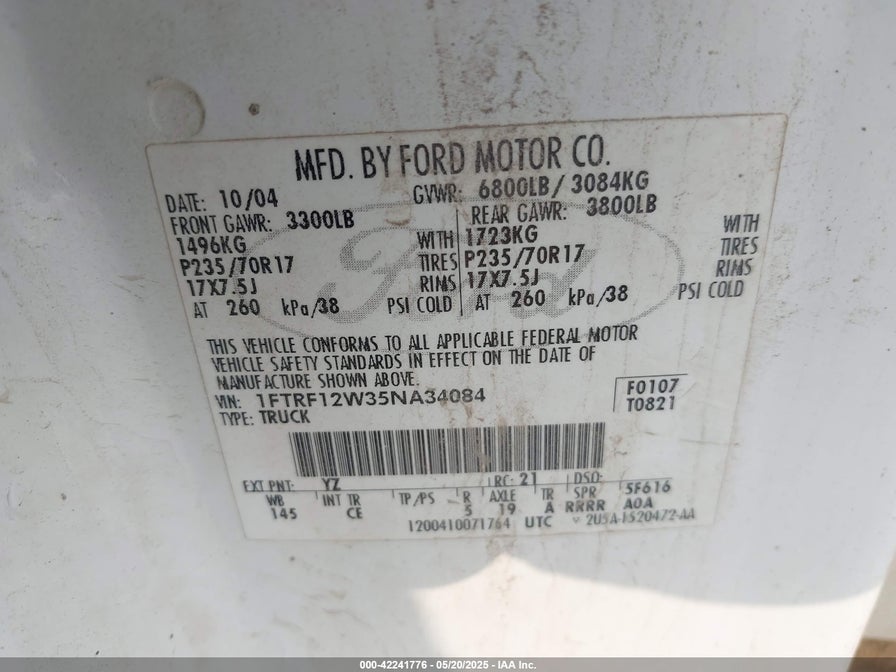 MFD. BY FORD MOTOR CO.
DATE: 10/04 GVWR: 6800LB/ 3084KG
FRONT GAWR: 3300LB REAR GAWR: 3800LB
1496KG WITH 1723KG WITH
P235/70R17 TIRES P235/70R17 TIRES
17X7.5J RIMS 17X7.5J RIMS
AT 260 kPa/38 PSI COLD AT 260 kPa/38 PSI COLD
Ford
THIS VEHICLE CONFORMS TO ALL APPLICABLE FEDERAL MOTOR
VEHICLE SAFETY STANDARDS IN EFFECT ON THE DATE OF
MANUFACTURE SHOWN ABOVE.
VIN: 1FTRF12W35NA34084 F0107
TYPE: TRUCK T0821
EXT PNT: YZ RC: 21 DSO:
WB INT TR TP/PS R AXLE TR SPR 5F616
145 CE 5 19 A RRRR A0A
1200410071764 UTC 2U5A-1520472-AA
000-42241776 - 05/20/2025 - IAA Inc.